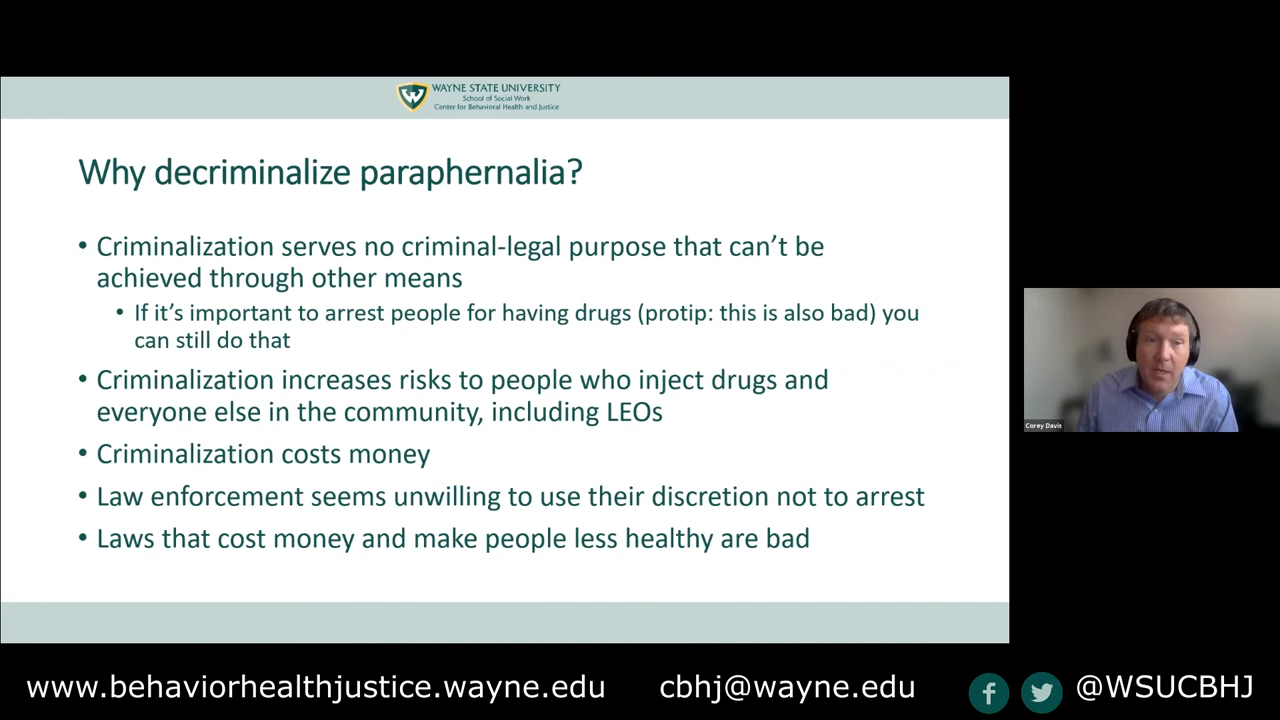 WAYNE STATE UNIVERSITY
School of Social Work
Center for Behavioral Health and Justice
Why decriminalize paraphernalia?
• Criminalization serves no criminal-legal purpose that can't be
achieved through other means
• If it's important to arrest people for having drugs (protip: this is also bad) you
can still do that
• Criminalization increases risks to people who inject drugs and
everyone else in the community, including LEOs
• Criminalization costs money
• Law enforcement seems unwilling to use their discretion not to arrest
• Laws that cost money and make people less healthy are bad
Corey Davis
www.behaviorhealthjustice.wayne.edu cbhj@wayne.edu @WSUCBHJ